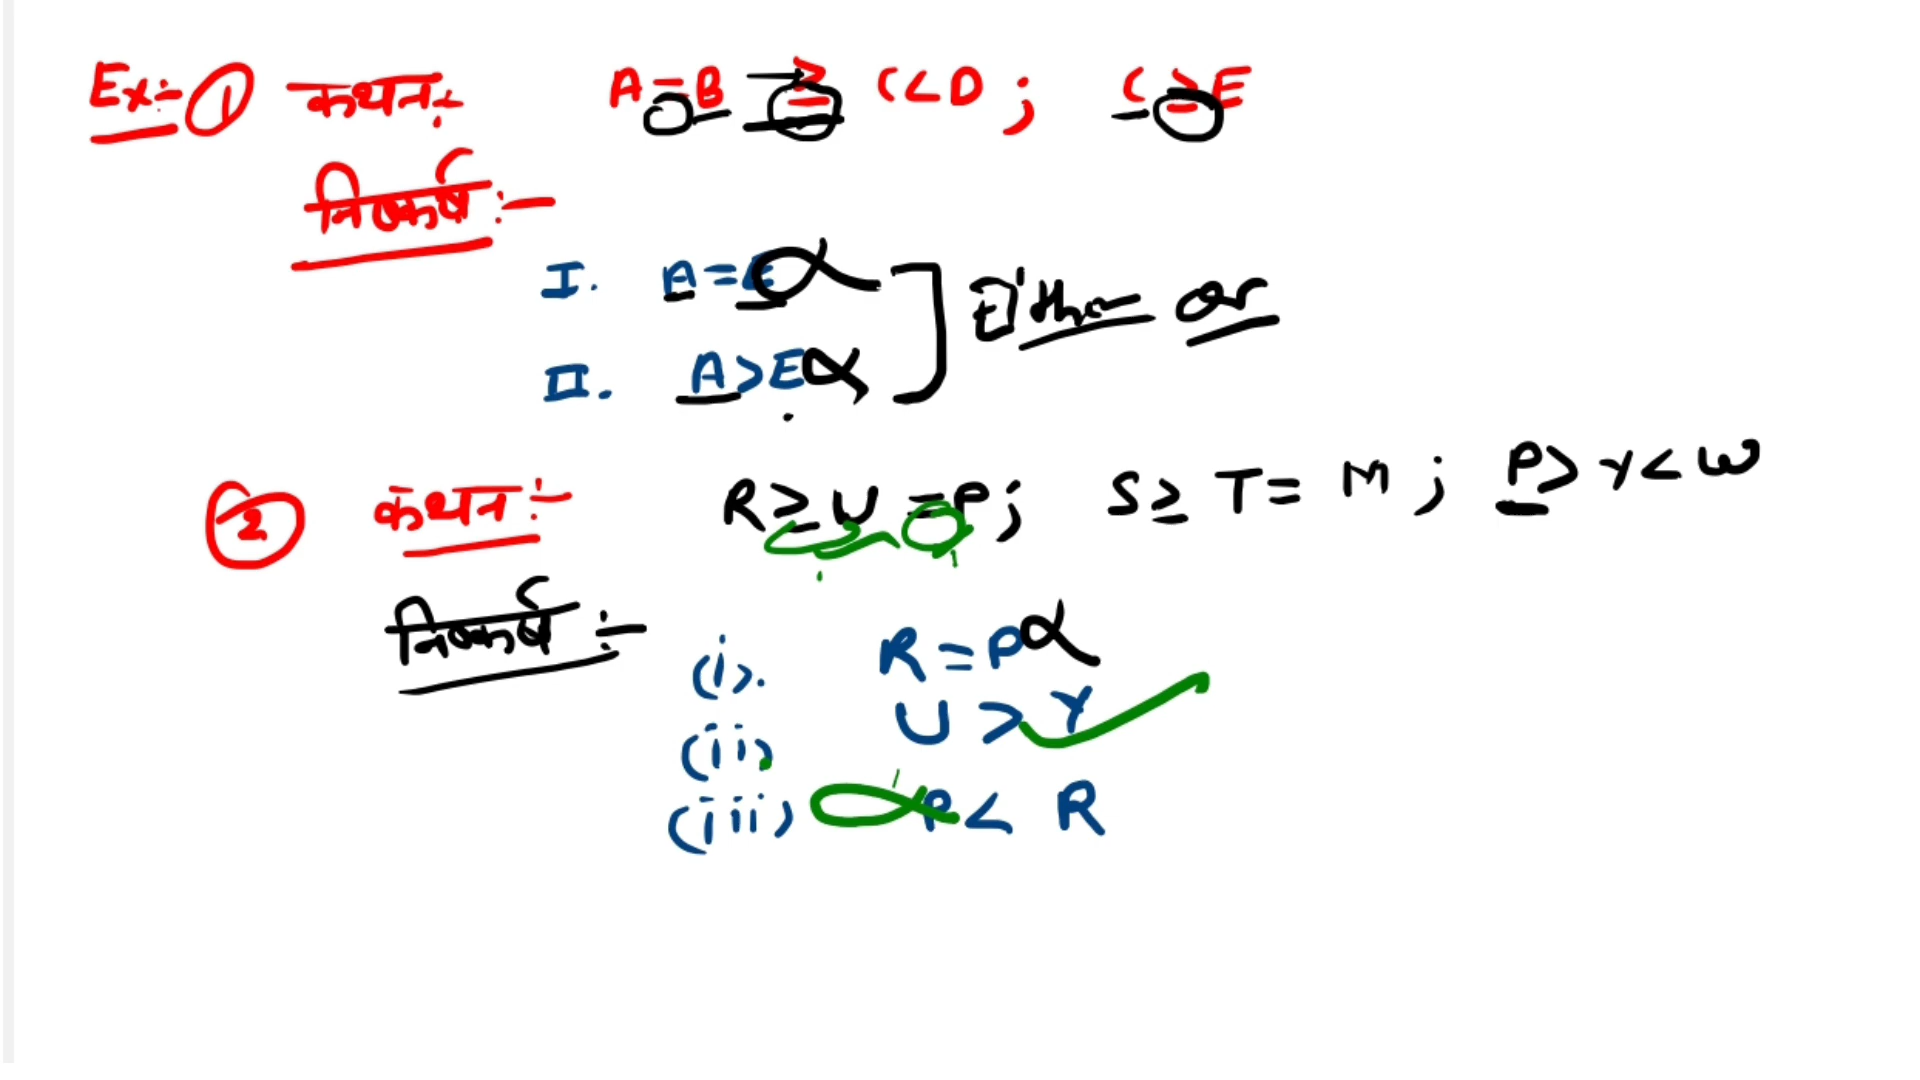 Ex:- 1 कथन:- A=B ≥ C<D ; C≥E
निष्कर्ष:-
I. A=E
II. A>E
Either or
2 कथन:- R≥U=P; S≥T=M; P>Y<W
निष्कर्ष:-
(i). R=P
(ii) U>Y
(iii) P<R